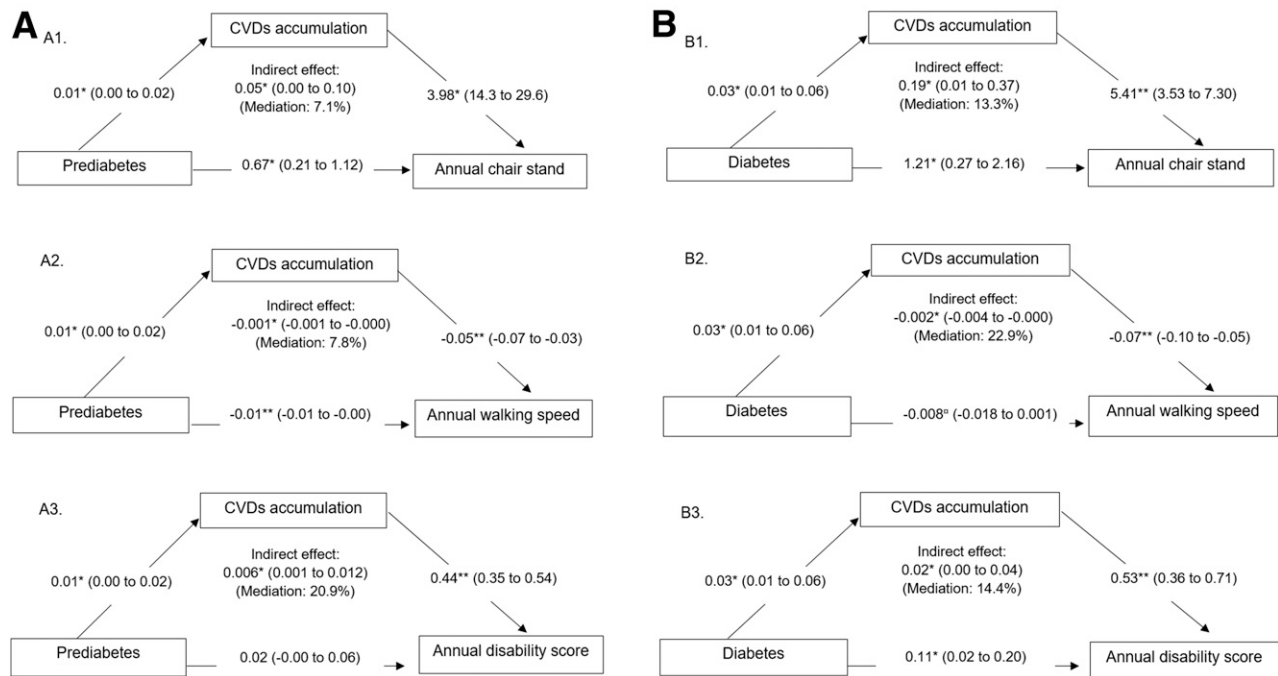 A
A1.
CVDs accumulation
Indirect effect:
0.05* (0.00 to 0.10)
(Mediation: 7.1%)
0.01* (0.00 to 0.02)
3.98* (14.3 to 29.6)
Prediabetes
0.67* (0.21 to 1.12)
Annual chair stand
A2.
CVDs accumulation
Indirect effect:
-0.001* (-0.001 to -0.000)
(Mediation: 7.8%)
0.01* (0.00 to 0.02)
-0.05** (-0.07 to -0.03)
Prediabetes
-0.01** (-0.01 to -0.00)
Annual walking speed
A3.
CVDs accumulation
Indirect effect:
0.006* (0.001 to 0.012)
(Mediation: 20.9%)
0.01* (0.00 to 0.02)
0.44** (0.35 to 0.54)
Prediabetes
0.02 (-0.00 to 0.06)
Annual disability score
B
B1.
CVDs accumulation
Indirect effect:
0.19* (0.01 to 0.37)
(Mediation: 13.3%)
0.03* (0.01 to 0.06)
5.41** (3.53 to 7.30)
Diabetes
1.21* (0.27 to 2.16)
Annual chair stand
B2.
CVDs accumulation
Indirect effect:
-0.002* (-0.004 to -0.000)
(Mediation: 22.9%)
0.03* (0.01 to 0.06)
-0.07** (-0.10 to -0.05)
Diabetes
-0.008ᵅ (-0.018 to 0.001)
Annual walking speed
B3.
CVDs accumulation
Indirect effect:
0.02* (0.00 to 0.04)
(Mediation: 14.4%)
0.03* (0.01 to 0.06)
0.53** (0.36 to 0.71)
Diabetes
0.11* (0.02 to 0.20)
Annual disability score